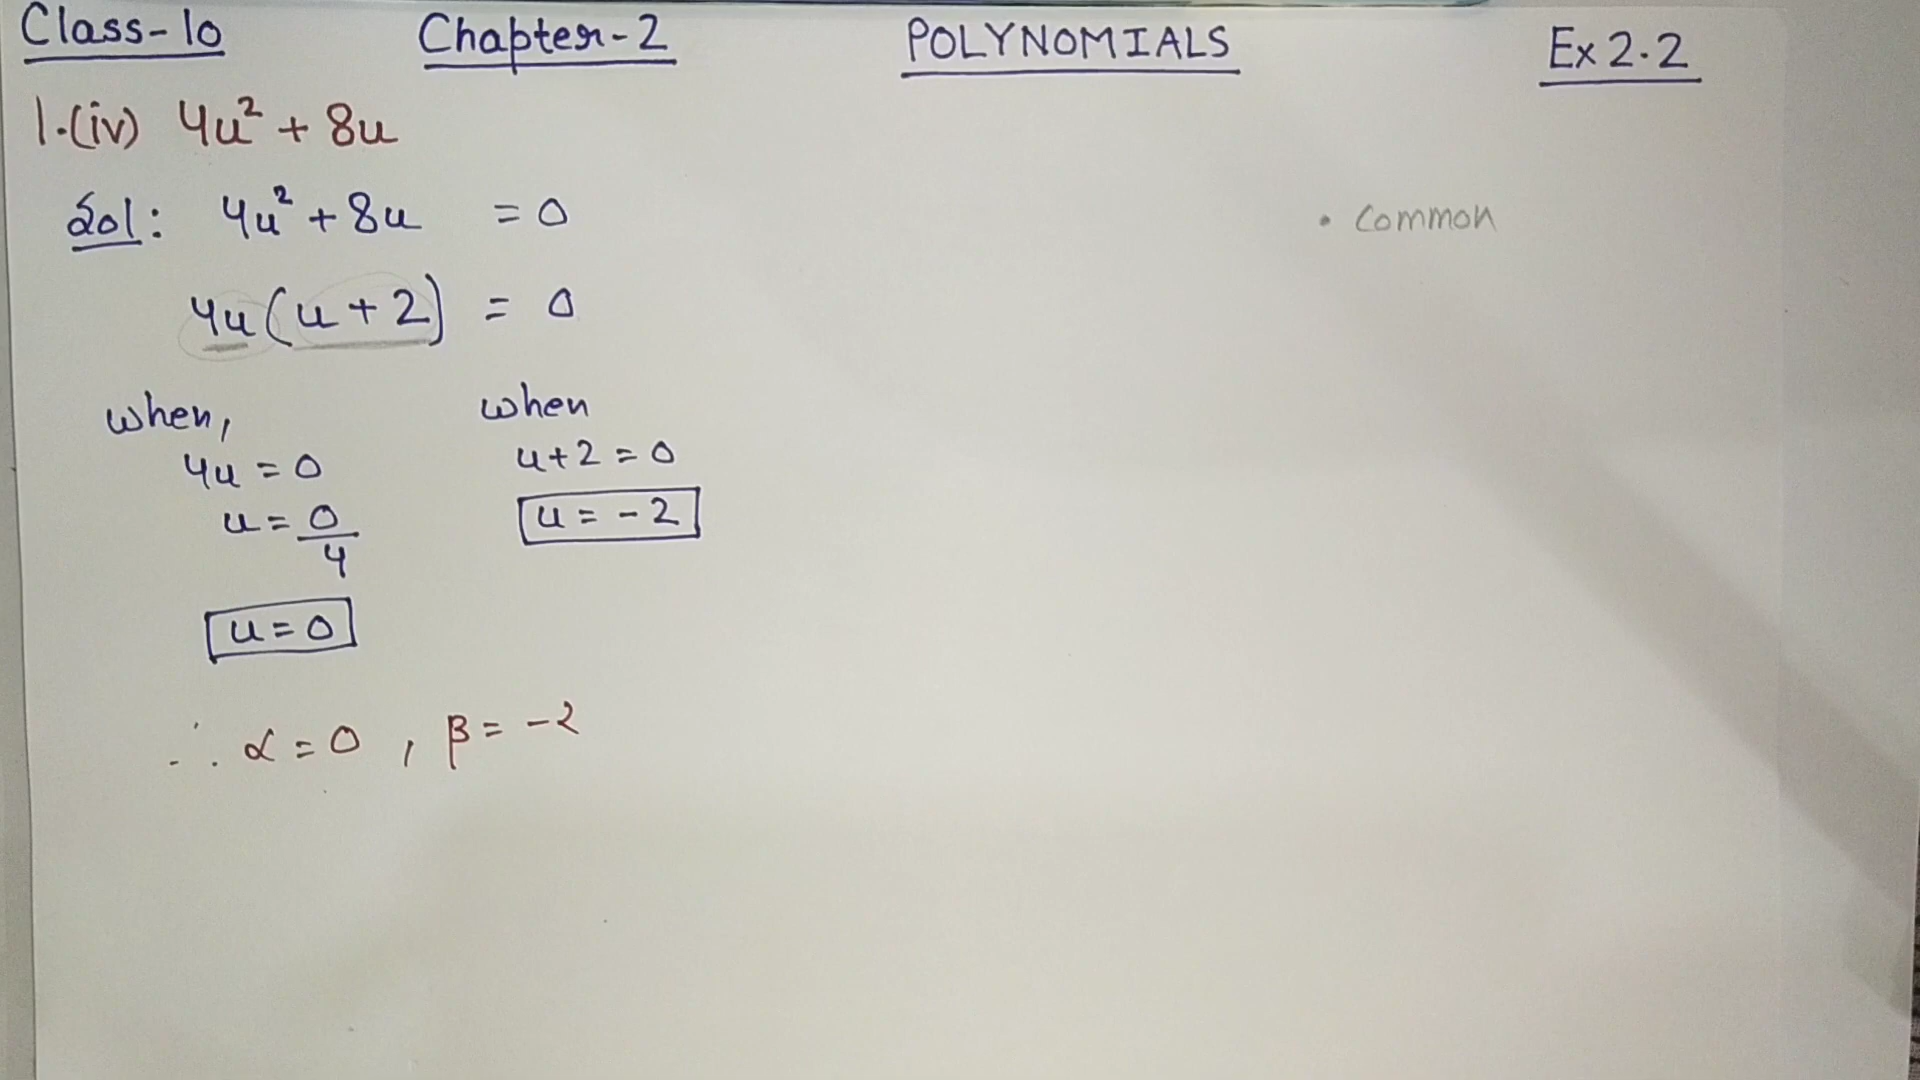 Class-10 Chapter-2 POLYNOMIALS Ex 2.2
1.(iv) 4u² + 8u
Sol: 4u² + 8u = 0
• common
4u(u+2) = 0
when,
4u = 0
u = 0/4
u = 0
when
u+2 = 0
u = -2
∴ α = 0 , β = -2